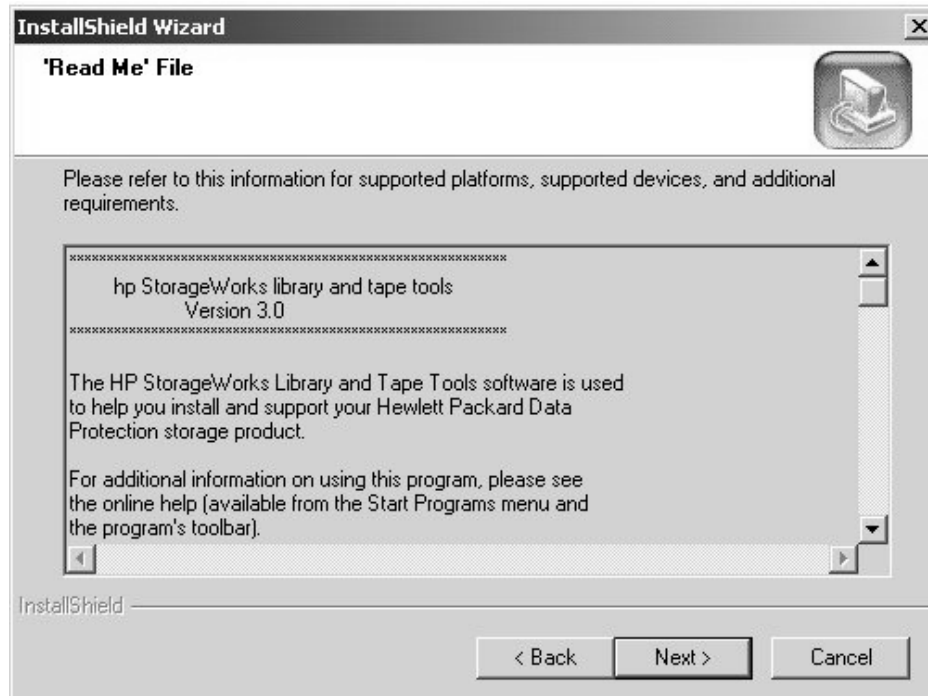 InstallShield Wizard
'Read Me' File
Please refer to this information for supported platforms, supported devices, and additional
requirements.
************************************************************
hp StorageWorks library and tape tools
Version 3.0
************************************************************
The HP StorageWorks Library and Tape Tools software is used
to help you install and support your Hewlett Packard Data
Protection storage product.
For additional information on using this program, please see
the online help (available from the Start Programs menu and
the program's toolbar).
InstallShield
< Back Next > Cancel